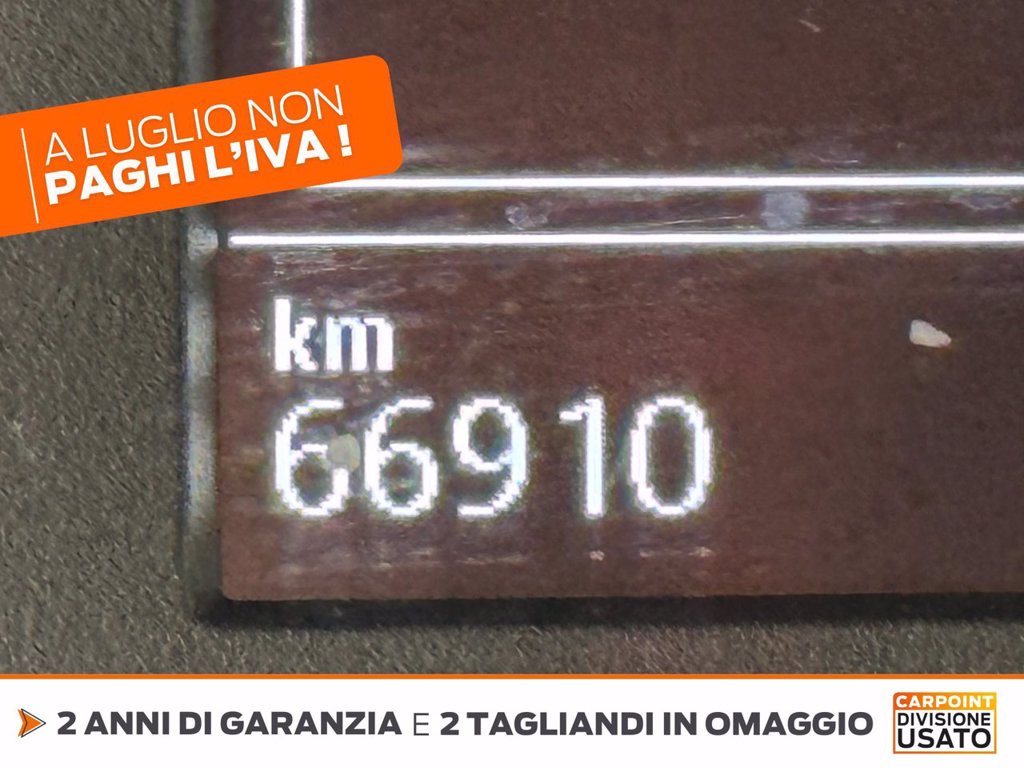 A LUGLIO NON
PAGHI L'IVA !
km
66910
2 ANNI DI GARANZIA E 2 TAGLIANDI IN OMAGGIO
CARPOINT
DIVISIONE
USATO